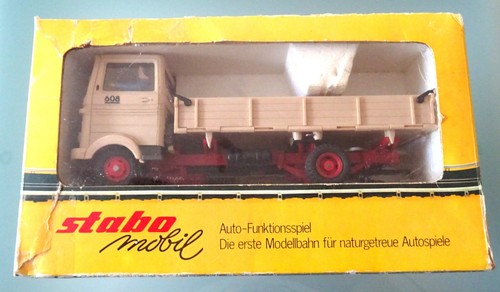 608
stabo
mobil
Auto-Funktionsspiel
Die erste Modellbahn für naturgetreue Autospiele